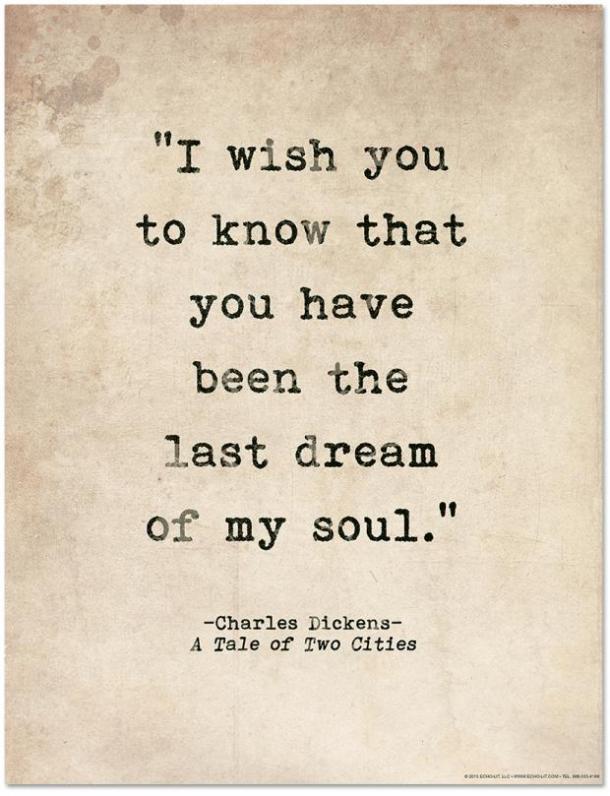 "I wish you
to know that
you have
been the
last dream
of my soul."
-Charles Dickens-
A Tale of Two Cities